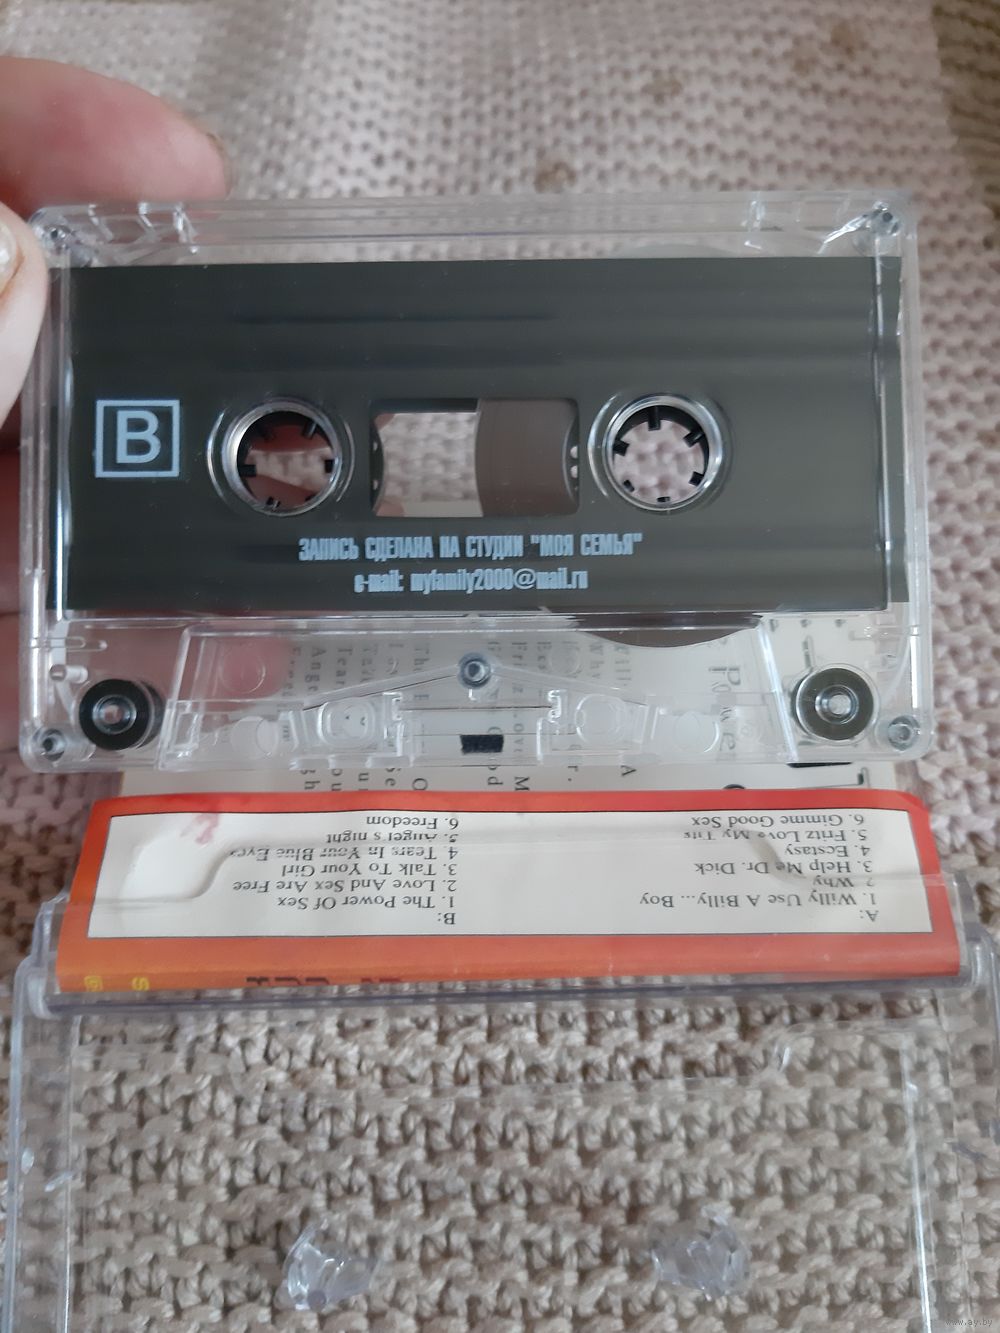 B
ЗАПИСЬ СДЕЛАНА НА СТУДИИ "МОЯ СЕМЬЯ"
e-mail: myfamily2000@mail.ru
A:
1. Willy Use A Billy... Boy
2. Why
3. Help Me Dr. Dick
4. Ecstasy
5. Fritz Love My Tits
6. Gimme Good Sex
B:
1. The Power Of Sex
2. Love And Sex Are Free
3. Talk To Your Girl
4. Tears In Your Blue Eyes
5. Angel's night
6. Freedom
www.ay.by